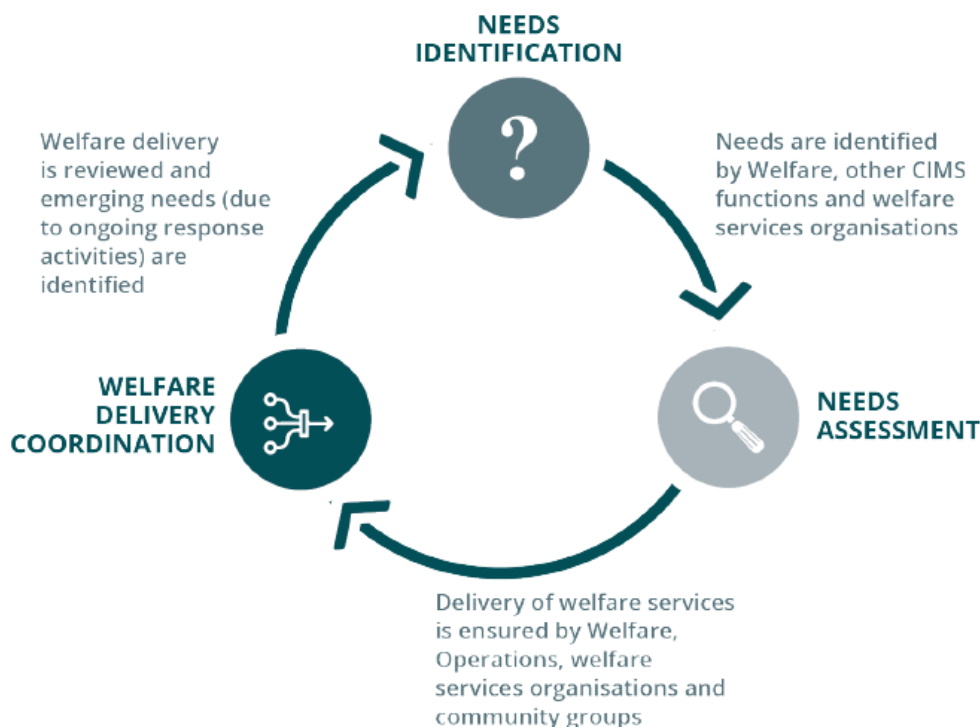 NEEDS
IDENTIFICATION
?
Welfare delivery
is reviewed and
emerging needs (due
to ongoing response
activities) are
identified
Needs are identified
by Welfare, other CIMS
functions and welfare
services organisations
WELFARE
DELIVERY
COORDINATION
NEEDS
ASSESSMENT
Delivery of welfare services
is ensured by Welfare,
Operations, welfare
services organisations and
community groups